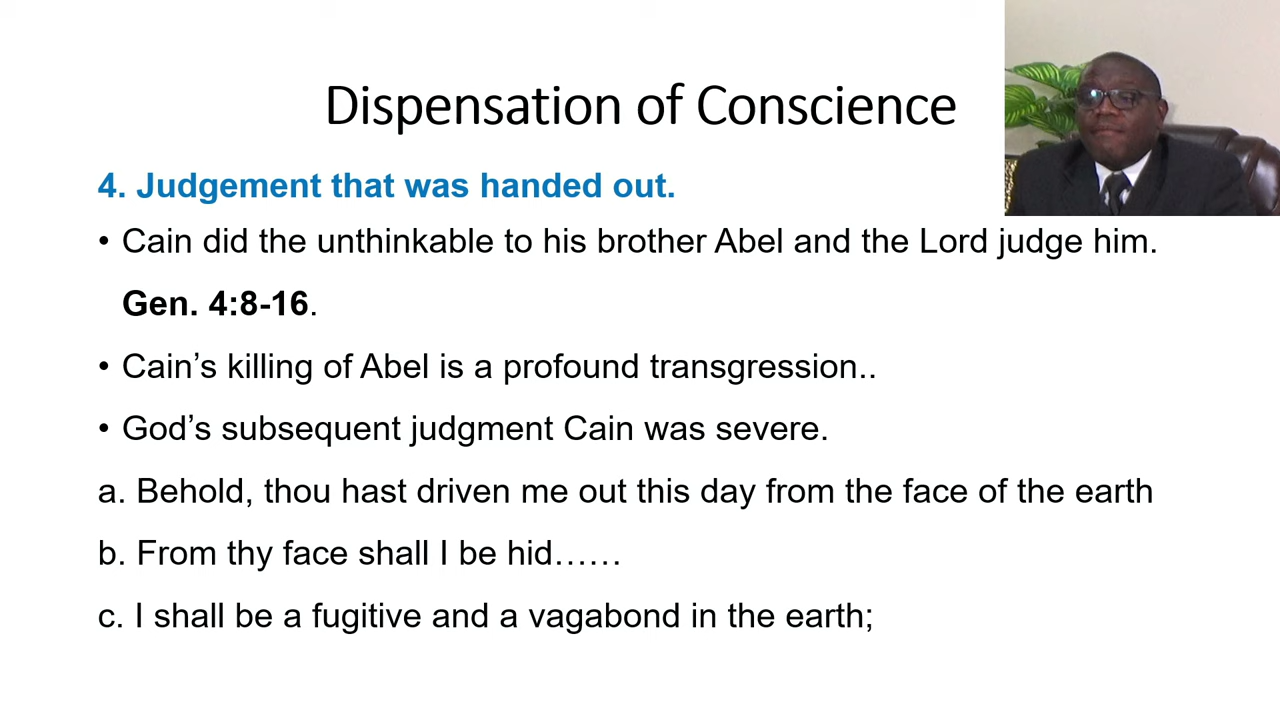 Dispensation of Conscience
4. Judgement that was handed out.
• Cain did the unthinkable to his brother Abel and the Lord judge him.
Gen. 4:8-16.
• Cain’s killing of Abel is a profound transgression..
• God’s subsequent judgment Cain was severe.
a. Behold, thou hast driven me out this day from the face of the earth
b. From thy face shall I be hid……
c. I shall be a fugitive and a vagabond in the earth;